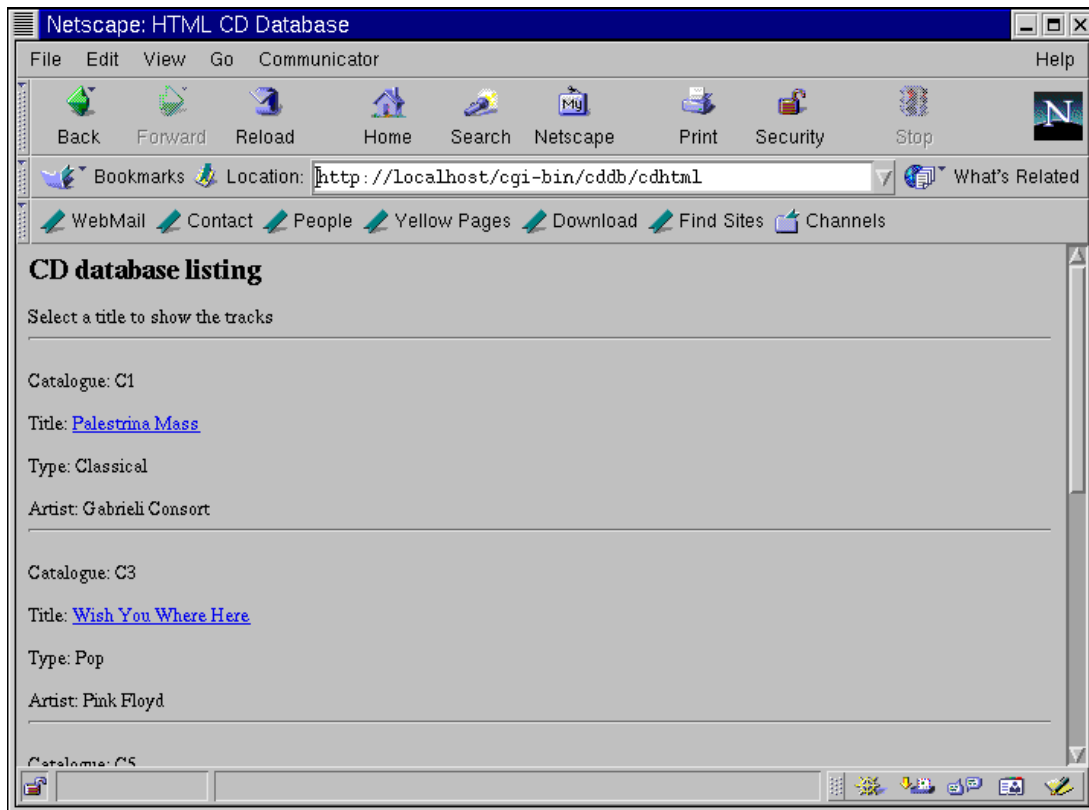 Netscape: HTML CD Database
File Edit View Go Communicator Help
Back Forward Reload Home Search Netscape Print Security Stop
My
N
Bookmarks Location: http://localhost/cgi-bin/cddb/cdhtml What's Related
WebMail Contact People Yellow Pages Download Find Sites Channels
CD database listing
Select a title to show the tracks
Catalogue: C1
Title: Palestrina Mass
Type: Classical
Artist: Gabrieli Consort
Catalogue: C3
Title: Wish You Where Here
Type: Pop
Artist: Pink Floyd
Catalogue: C5